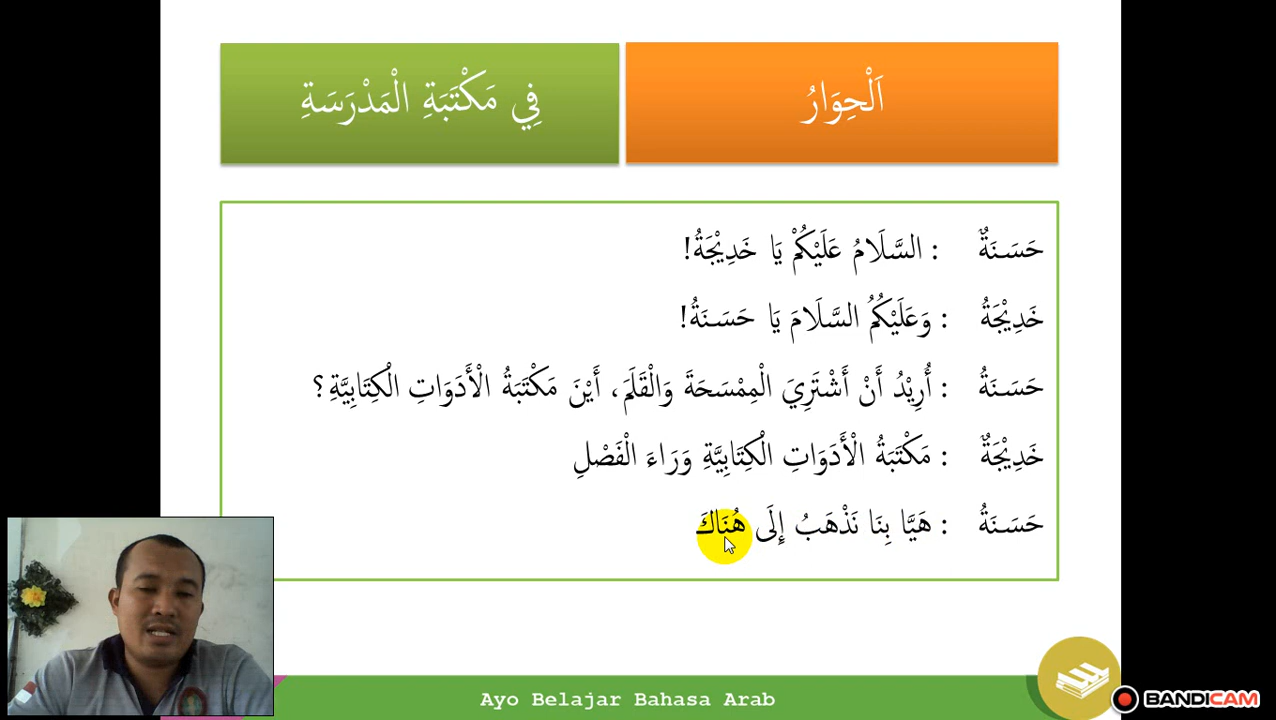 اَلْحِوَارُ
فِي مَكْتَبَةِ الْمَدْرَسَةِ
حَسَنَةٌ : السَّلَامُ عَلَيْكُمْ يَا خَدِيْجَةُ!
خَدِيْجَةُ : وَعَلَيْكُمُ السَّلَامَ يَا حَسَنَةُ!
حَسَنَةُ : أُرِيْدُ أَنْ أَشْتَرِيَ الْمِمْسَحَةَ وَالْقَلَمَ، أَيْنَ مَكْتَبَةُ الْأَدَوَاتِ الْكِتَابِيَّةِ؟
خَدِيْجَةٌ : مَكْتَبَةُ الْأَدَوَاتِ الْكِتَابِيَّةِ وَرَاءَ الْفَصْلِ
حَسَنَةُ : هَيَّا بِنَا نَذْهَبُ إِلَى هُنَاكَ
Ayo Belajar Bahasa Arab
BANDICAM